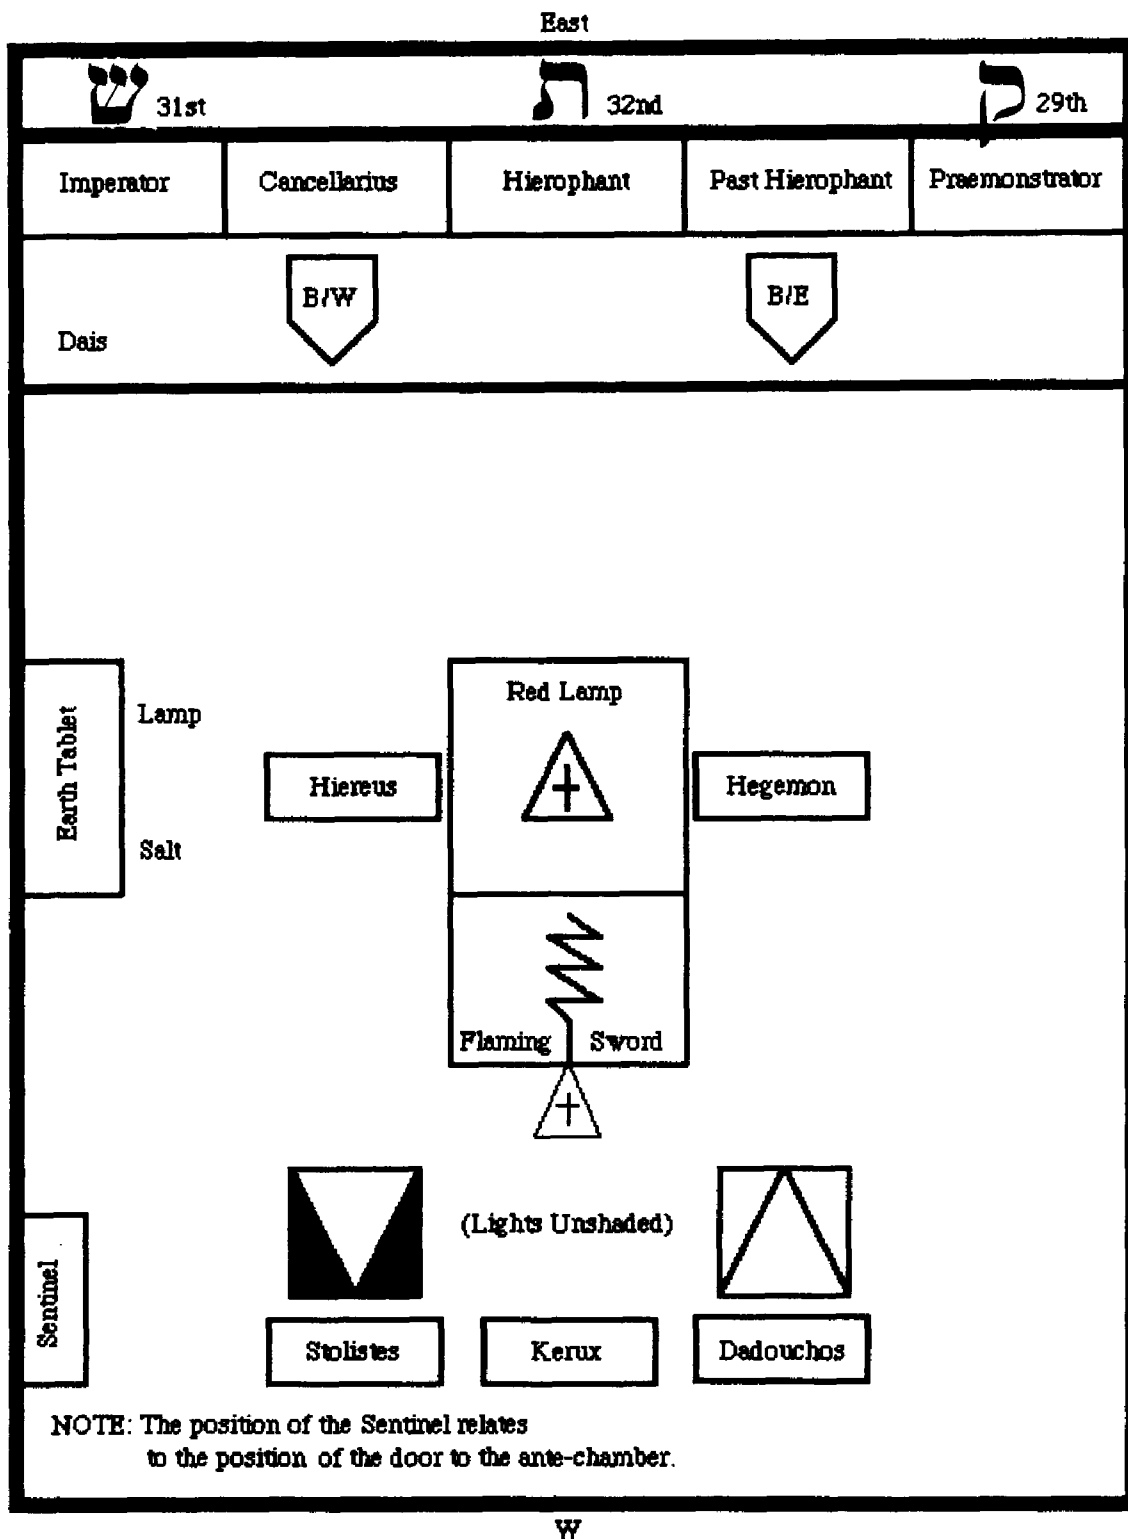 East
ש 31st ת 32nd ק 29th
Imperator Cancellarius Hierophant Past Hierophant Praemonstrator
B/W B/E
Dais
Red Lamp
Lamp
Earth Tablet
Hiereus Hegemon
Salt
Flaming Sword
(Lights Unshaded)
Sentinel
Stolistes Kerux Dadouchos
NOTE: The position of the Sentinel relates
to the position of the door to the ante-chamber.
W